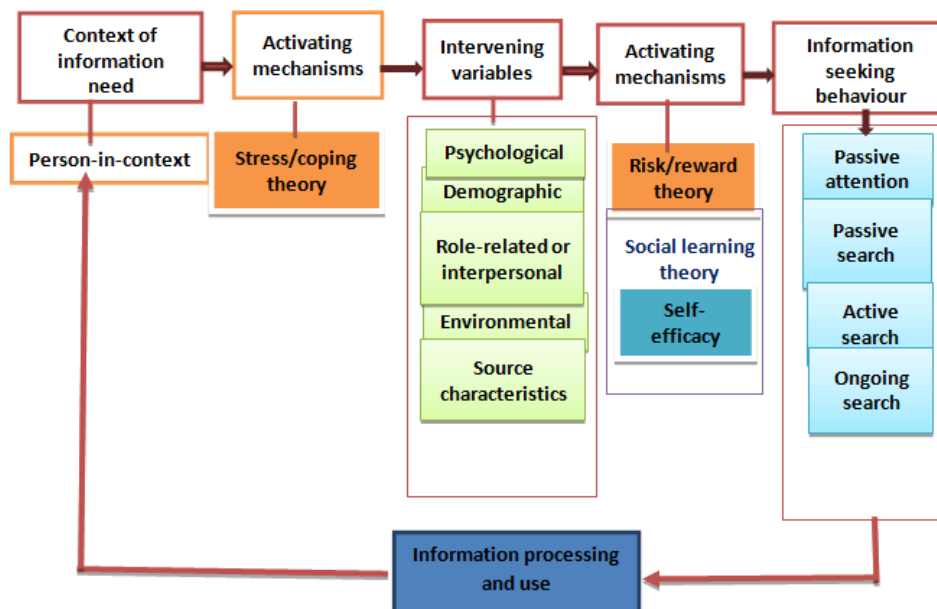 Context of
information
need
Activating
mechanisms
Intervening
variables
Activating
mechanisms
Information
seeking
behaviour
Person-in-context
Stress/coping
theory
Psychological
Demographic
Role-related or
interpersonal
Environmental
Source
characteristics
Risk/reward
theory
Social learning
theory
Self-
efficacy
Passive
attention
Passive
search
Active
search
Ongoing
search
Information processing
and use